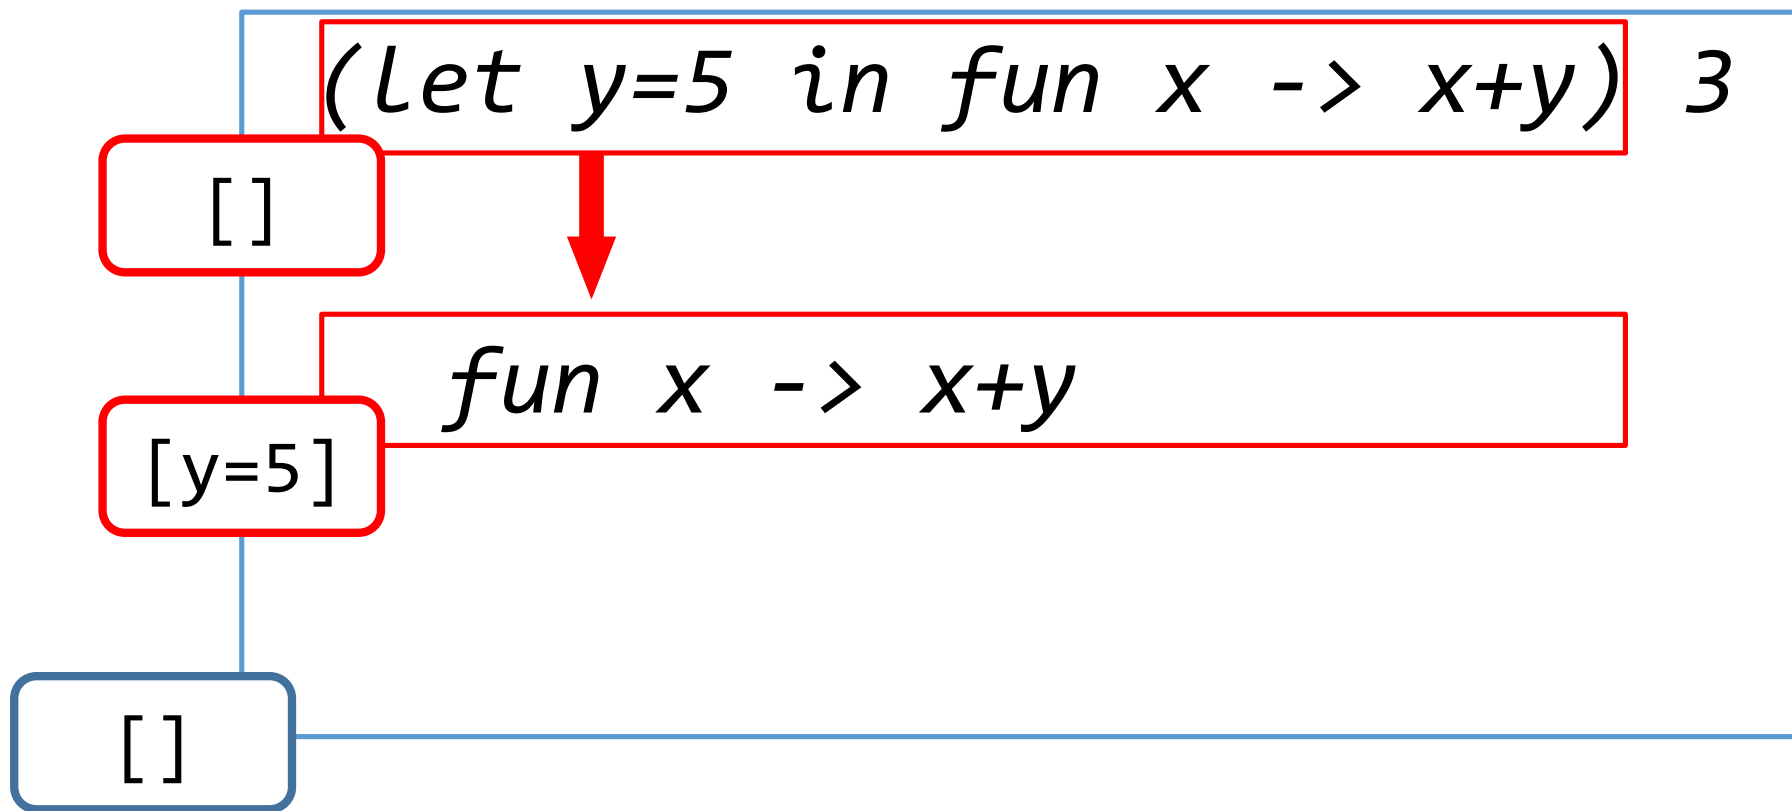 (let y=5 in fun x -> x+y) 3
[]
fun x -> x+y
[y=5]
[]